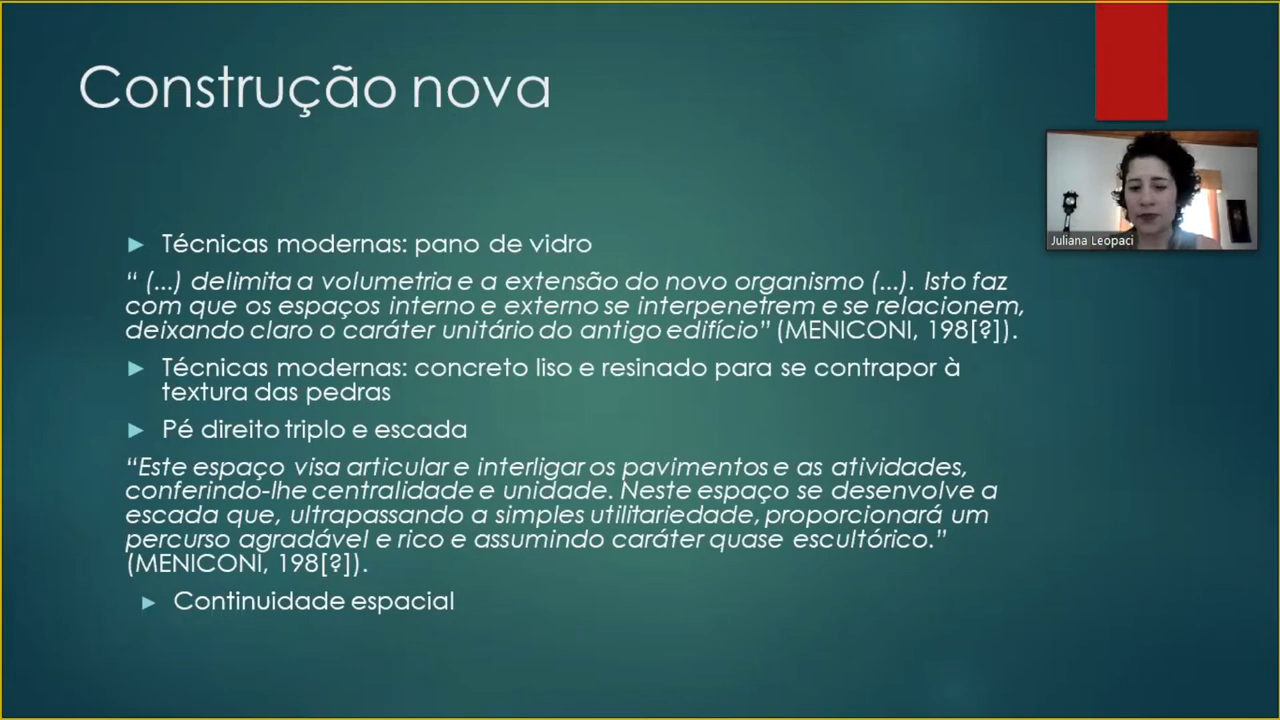 Construção nova
Juliana Leopaci
► Técnicas modernas: pano de vidro
“ (...) delimita a volumetria e a extensão do novo organismo (...). Isto faz
com que os espaços interno e externo se interpenetrem e se relacionem,
deixando claro o caráter unitário do antigo edifício” (MENICONI, 198[?]).
► Técnicas modernas: concreto liso e resinado para se contrapor à
textura das pedras
► Pé direito triplo e escada
“Este espaço visa articular e interligar os pavimentos e as atividades,
conferindo-lhe centralidade e unidade. Neste espaço se desenvolve a
escada que, ultrapassando a simples utilitariedade, proporcionará um
percurso agradável e rico e assumindo caráter quase escultórico.”
(MENICONI, 198[?]).
► Continuidade espacial